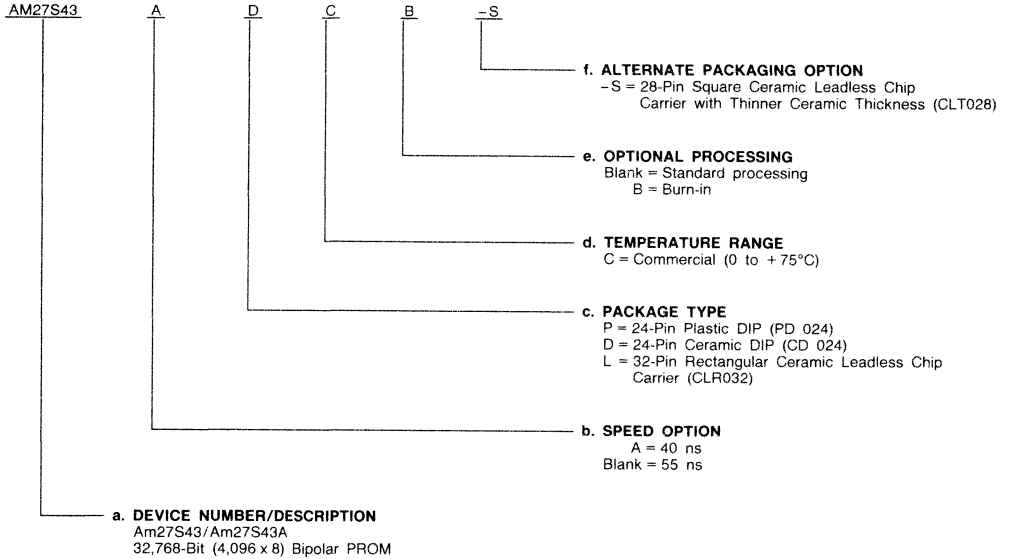 AM27S43 A D C B -S
f. ALTERNATE PACKAGING OPTION
-S = 28-Pin Square Ceramic Leadless Chip
Carrier with Thinner Ceramic Thickness (CLT028)
e. OPTIONAL PROCESSING
Blank = Standard processing
B = Burn-in
d. TEMPERATURE RANGE
C = Commercial (0 to +75°C)
c. PACKAGE TYPE
P = 24-Pin Plastic DIP (PD 024)
D = 24-Pin Ceramic DIP (CD 024)
L = 32-Pin Rectangular Ceramic Leadless Chip
Carrier (CLR032)
b. SPEED OPTION
A = 40 ns
Blank = 55 ns
a. DEVICE NUMBER/DESCRIPTION
Am27S43/Am27S43A
32,768-Bit (4,096 x 8) Bipolar PROM